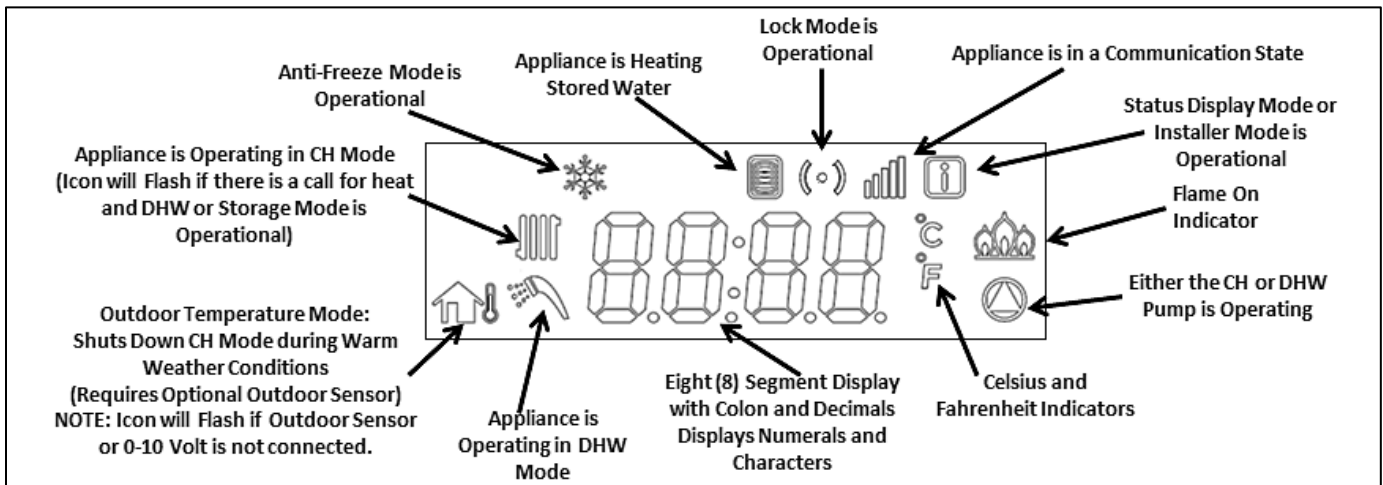 Lock Mode is
Operational
Appliance is in a Communication State
Appliance is Heating
Stored Water
Anti-Freeze Mode is
Operational
Status Display Mode or
Installer Mode is
Operational
Appliance is Operating in CH Mode
(Icon will Flash if there is a call for heat
and DHW or Storage Mode is
Operational)
Flame On
Indicator
88:88
°C
°F
Either the CH or DHW
Pump is Operating
Outdoor Temperature Mode:
Shuts Down CH Mode during Warm
Weather Conditions
(Requires Optional Outdoor Sensor)
NOTE: Icon will Flash if Outdoor Sensor
or 0-10 Volt is not connected.
Appliance is
Operating in DHW
Mode
Eight (8) Segment Display
with Colon and Decimals
Displays Numerals and
Characters
Celsius and
Fahrenheit Indicators